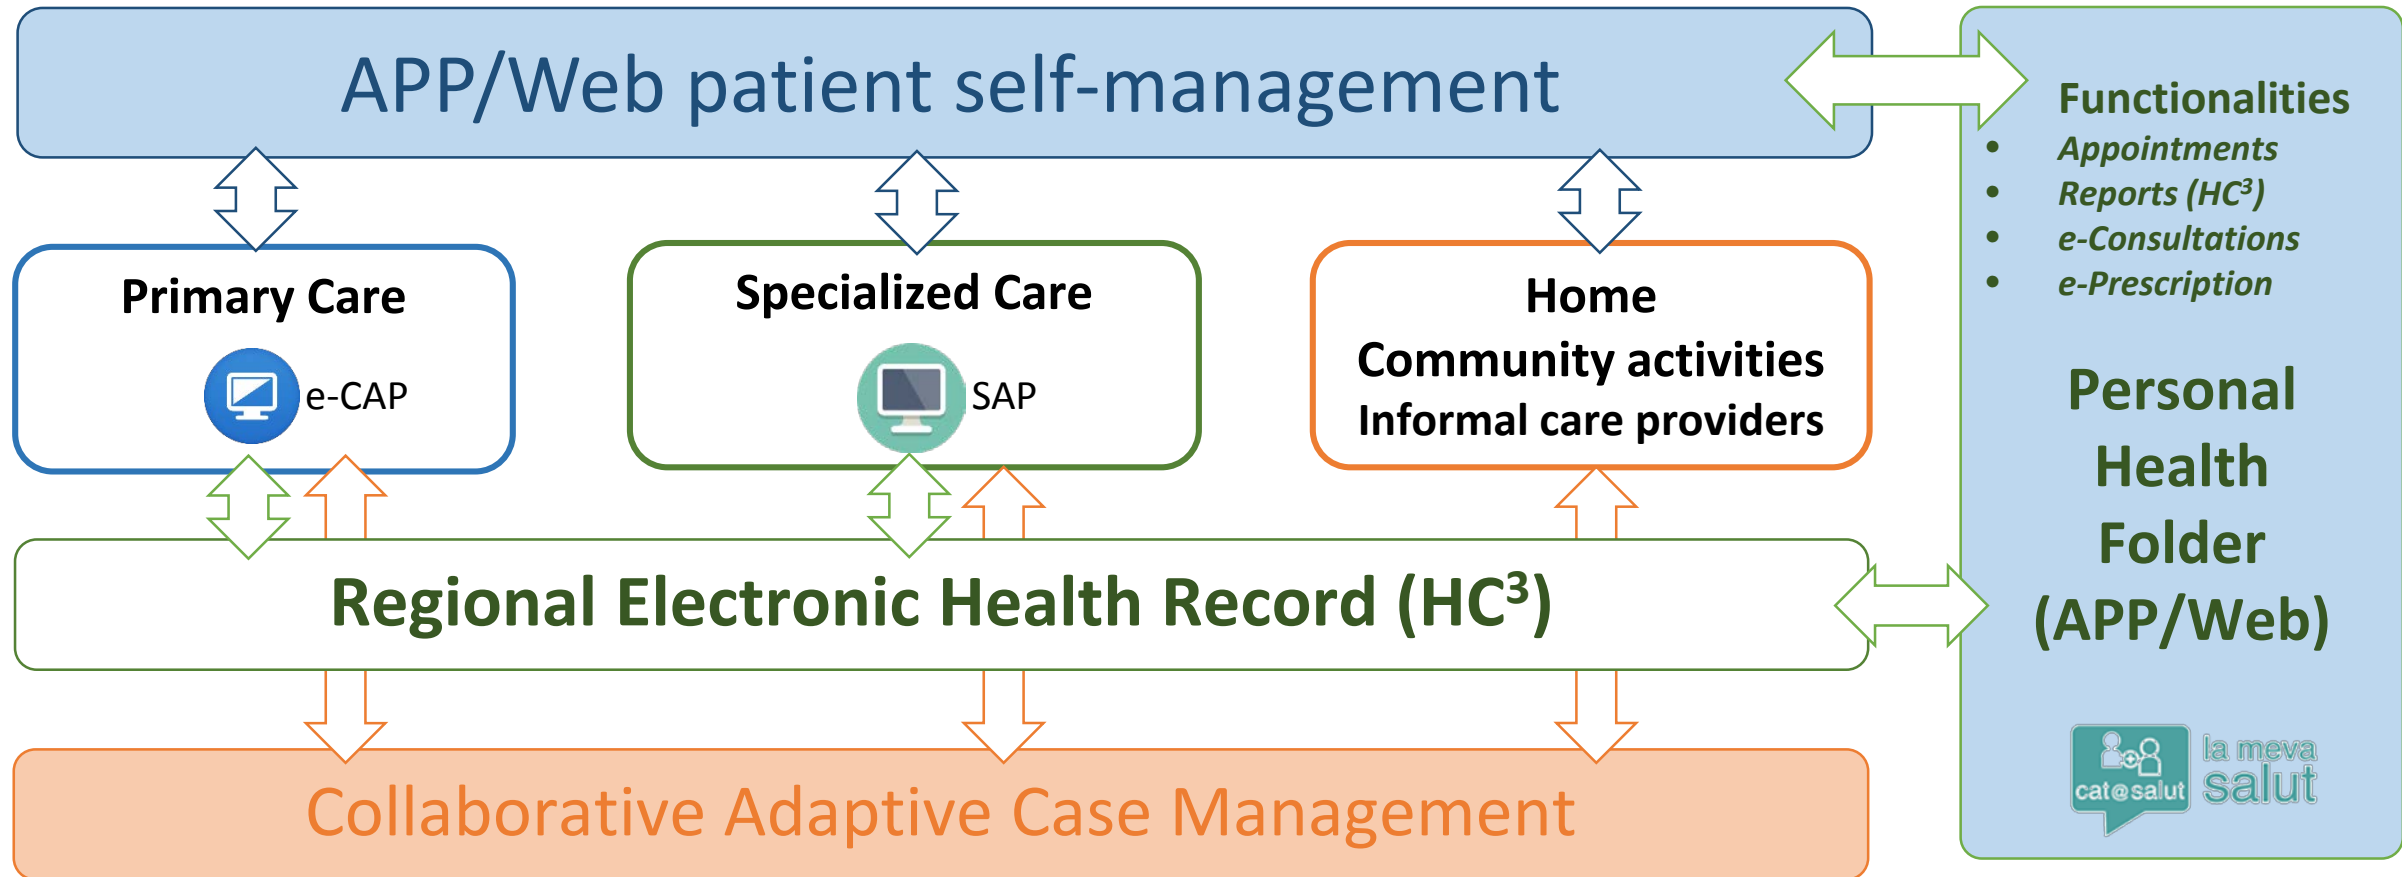 APP/Web patient self-management
Primary Care
e-CAP
Specialized Care
SAP
Home
Community activities
Informal care providers
Regional Electronic Health Record (HC³)
Collaborative Adaptive Case Management
Functionalities
• Appointments
• Reports (HC³)
• e-Consultations
• e-Prescription
Personal
Health
Folder
(APP/Web)
cat@salut
la meva
salut